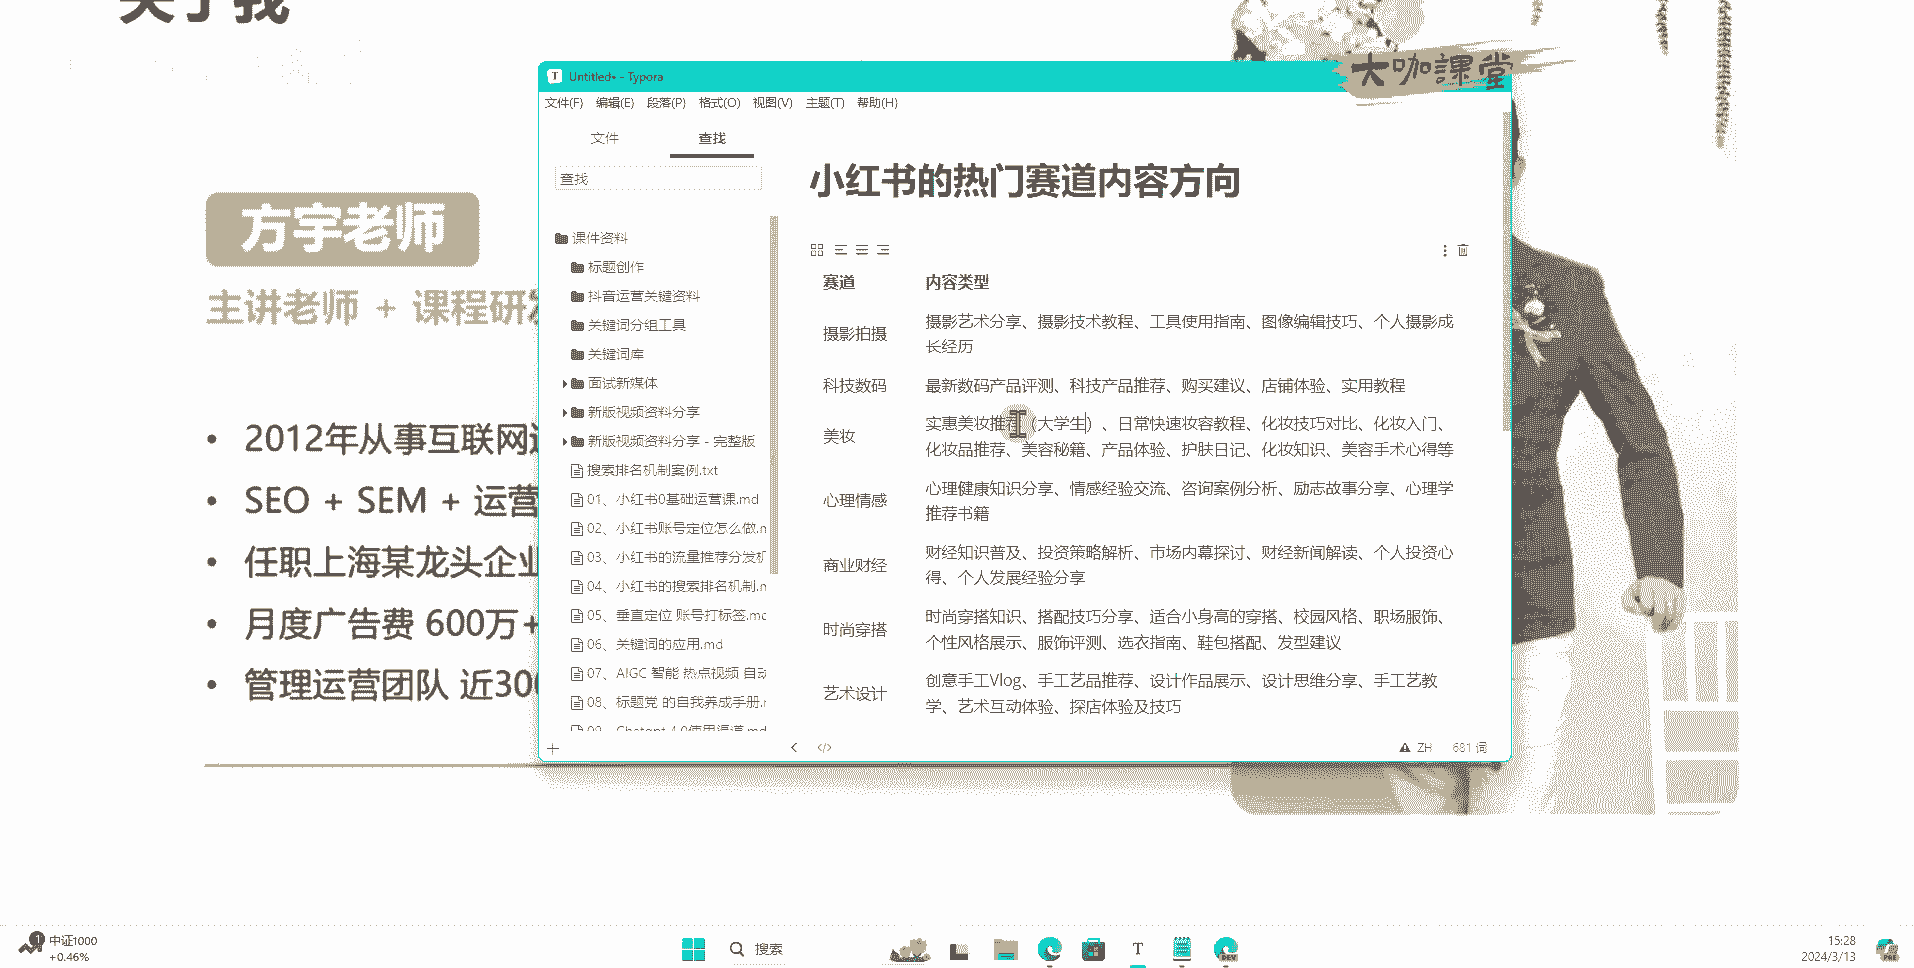 关于我
大咖課堂
方宇老师
主讲老师 + 课程研发
2012年从事互联网
SEO + SEM + 运营
任职上海某龙头企业
月度广告费 600万+
管理运营团队 近300
Untitled• - Typora
文件(F) 编辑(E) 段落(P) 格式(O) 视图(V) 主题(T) 帮助(H)
文件 查找
查找
课件资料
标题创作
抖音运营关键资料
关键词分组工具
关键词库
面试新媒体
新版视频资料分享
新版视频资料分享 - 完整版
搜索排名机制案例.txt
01、小红书0基础运营课.md
02、小红书账号定位怎么做.m
03、小红书的流量推荐分发机
04、小红书的搜索排名机制.m
05、垂直定位 账号打标签.mc
06、关键词的应用.md
07、AIGC 智能 热点视频 自动
08、标题党 的自我养成手册.r
09、Chatgpt 4.0使用渠道.md
小红书的热门赛道内容方向
赛道 内容类型
摄影拍摄 摄影艺术分享、摄影技术教程、工具使用指南、图像编辑技巧、个人摄影成
长经历
科技数码 最新数码产品评测、科技产品推荐、购买建议、店铺体验、实用教程
美妆 实惠美妆推荐（大学生）、日常快速妆容教程、化妆技巧对比、化妆入门、
化妆品推荐、美容秘籍、产品体验、护肤日记、化妆知识、美容手术心得等
心理情感 心理健康知识分享、情感经验交流、咨询案例分析、励志故事分享、心理学
推荐书籍
商业财经 财经知识普及、投资策略解析、市场内幕探讨、财经新闻解读、个人投资心
得、个人发展经验分享
时尚穿搭 时尚穿搭知识、搭配技巧分享、适合小身高的穿搭、校园风格、职场服饰、
个性风格展示、服饰评测、选衣指南、鞋包搭配、发型建议
艺术设计 创意手工Vlog、手工艺品推荐、设计作品展示、设计思维分享、手工艺教
学、艺术互动体验、探店体验及技巧
ZH 681 词
1 中证1000
+0.46%
搜索
DEV
15:28
2024/3/13
PRE